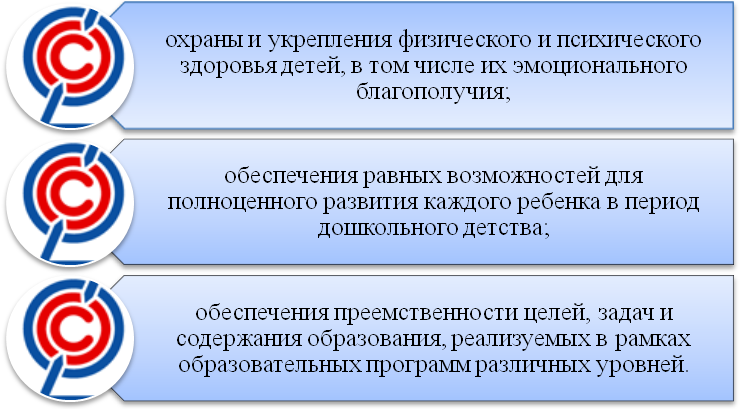 охраны и укрепления физического и психического
здоровья детей, в том числе их эмоционального
благополучия;
обеспечения равных возможностей для
полноценного развития каждого ребенка в период
дошкольного детства;
обеспечения преемственности целей, задач и
содержания образования, реализуемых в рамках
образовательных программ различных уровней.